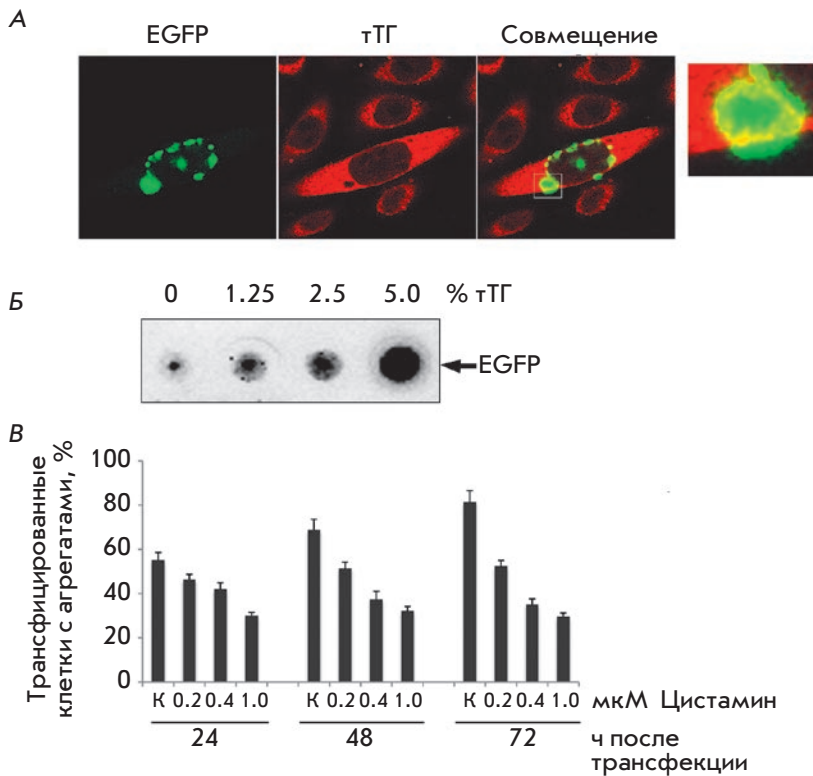 А
EGFP тТГ Совмещение
Б
0 1.25 2.5 5.0 % тТГ
EGFP
В
Трансфицированные
клетки с агрегатами, %
100
80
60
40
20
0
К 0.2 0.4 1.0 К 0.2 0.4 1.0 К 0.2 0.4 1.0 мкМ Цистамин
24 48 72 ч после
трансфекции